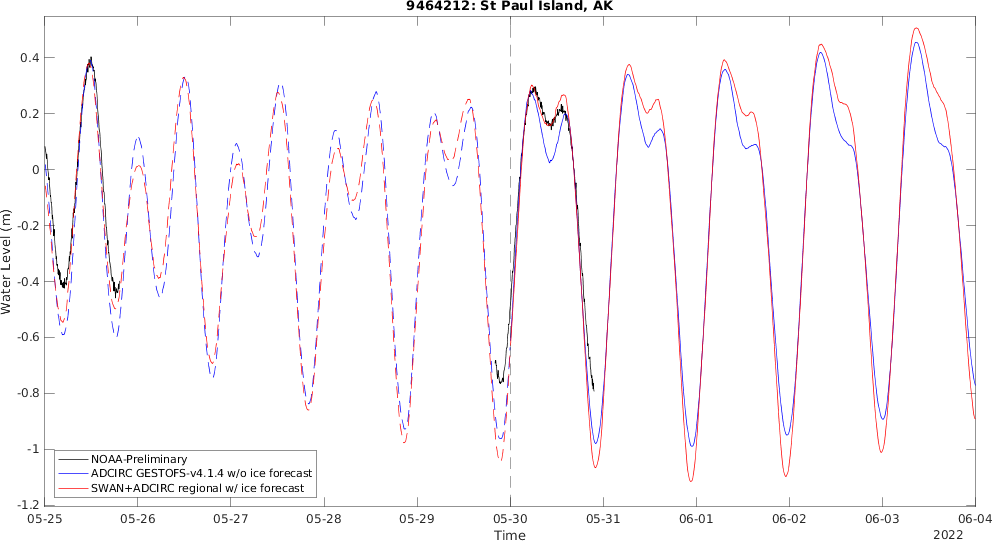 9464212: St Paul Island, AK
Water Level (m)
0.4
0.2
0
-0.2
-0.4
-0.6
-0.8
-1
-1.2
NOAA-Preliminary
ADCIRC GESTOFS-v4.1.4 w/o ice forecast
SWAN+ADCIRC regional w/ ice forecast
05-25 05-26 05-27 05-28 05-29 05-30 05-31 06-01 06-02 06-03 06-04
Time
2022